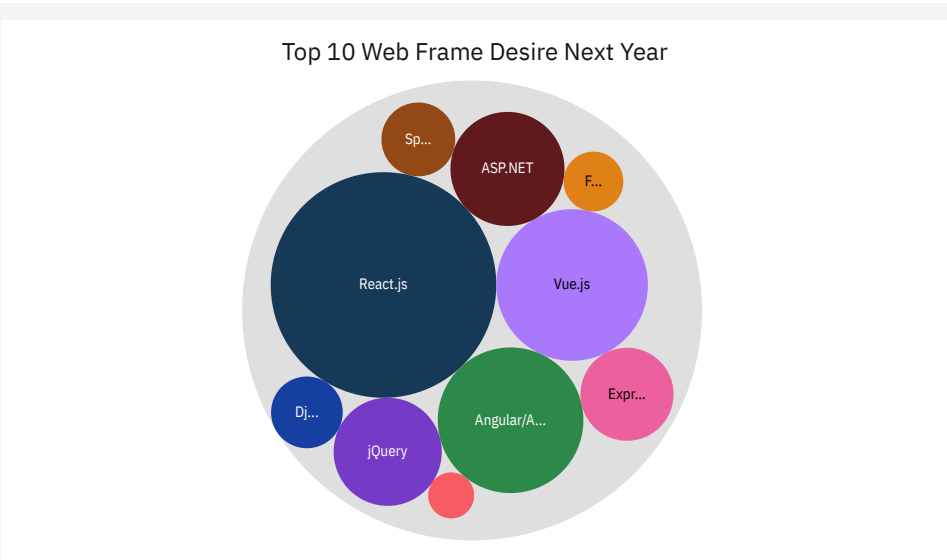 Top 10 Web Frame Desire Next Year
Sp...
ASP.NET
F...
React.js
Vue.js
Expr...
Dj...
Angular/A...
jQuery